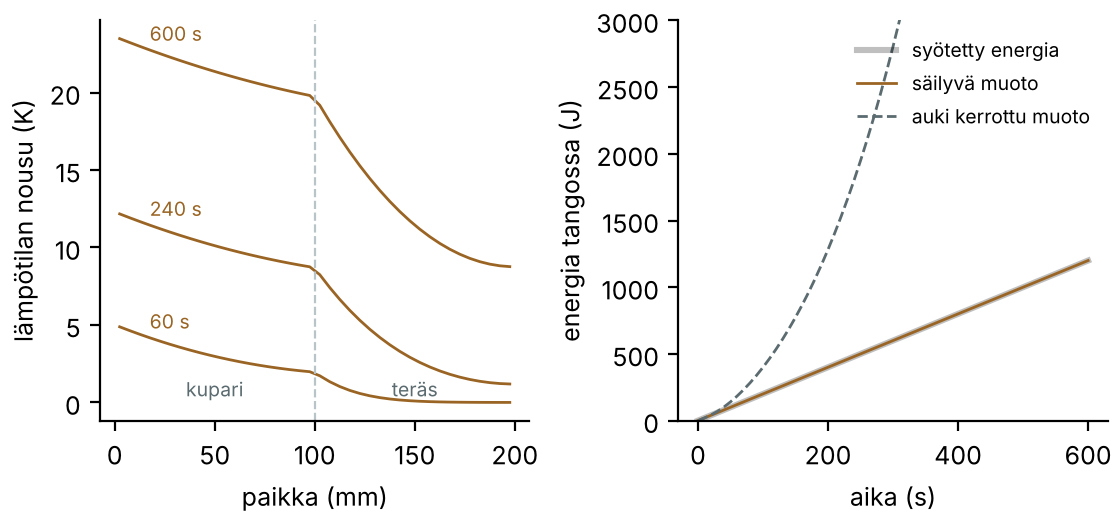 lämpötilan nousu (K)
20
15
10
5
0
600 s
240 s
60 s
kupari
teräs
0
50
100
150
200
paikka (mm)
energia tangossa (J)
3000
2500
2000
1500
1000
500
0
syötetty energia
säilyvä muoto
auki kerrottu muoto
0
200
400
600
aika (s)